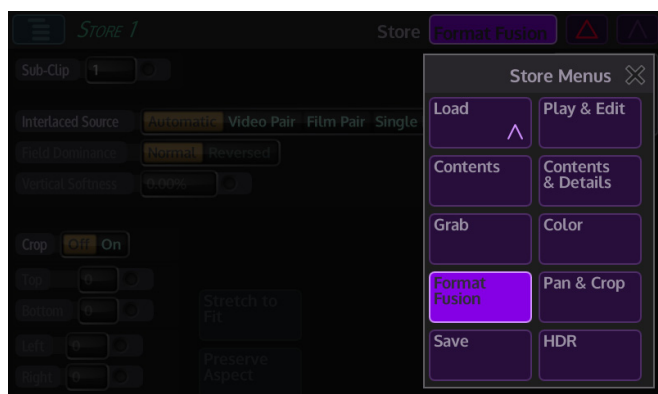 STORE 1
Store Format Fusion
Sub-Clip 1
Store Menus
Load
Play & Edit
Interlaced Source Automatic Video Pair Film Pair Single
Field Dominance Normal Reversed
Vertical Softness 0.00%
Contents
Contents
& Details
Grab
Color
Crop Off On
Top 0
Bottom 0
Left 0
Right 0
Stretch to
Fit
Preserve
Aspect
Format
Fusion
Pan & Crop
Save
HDR